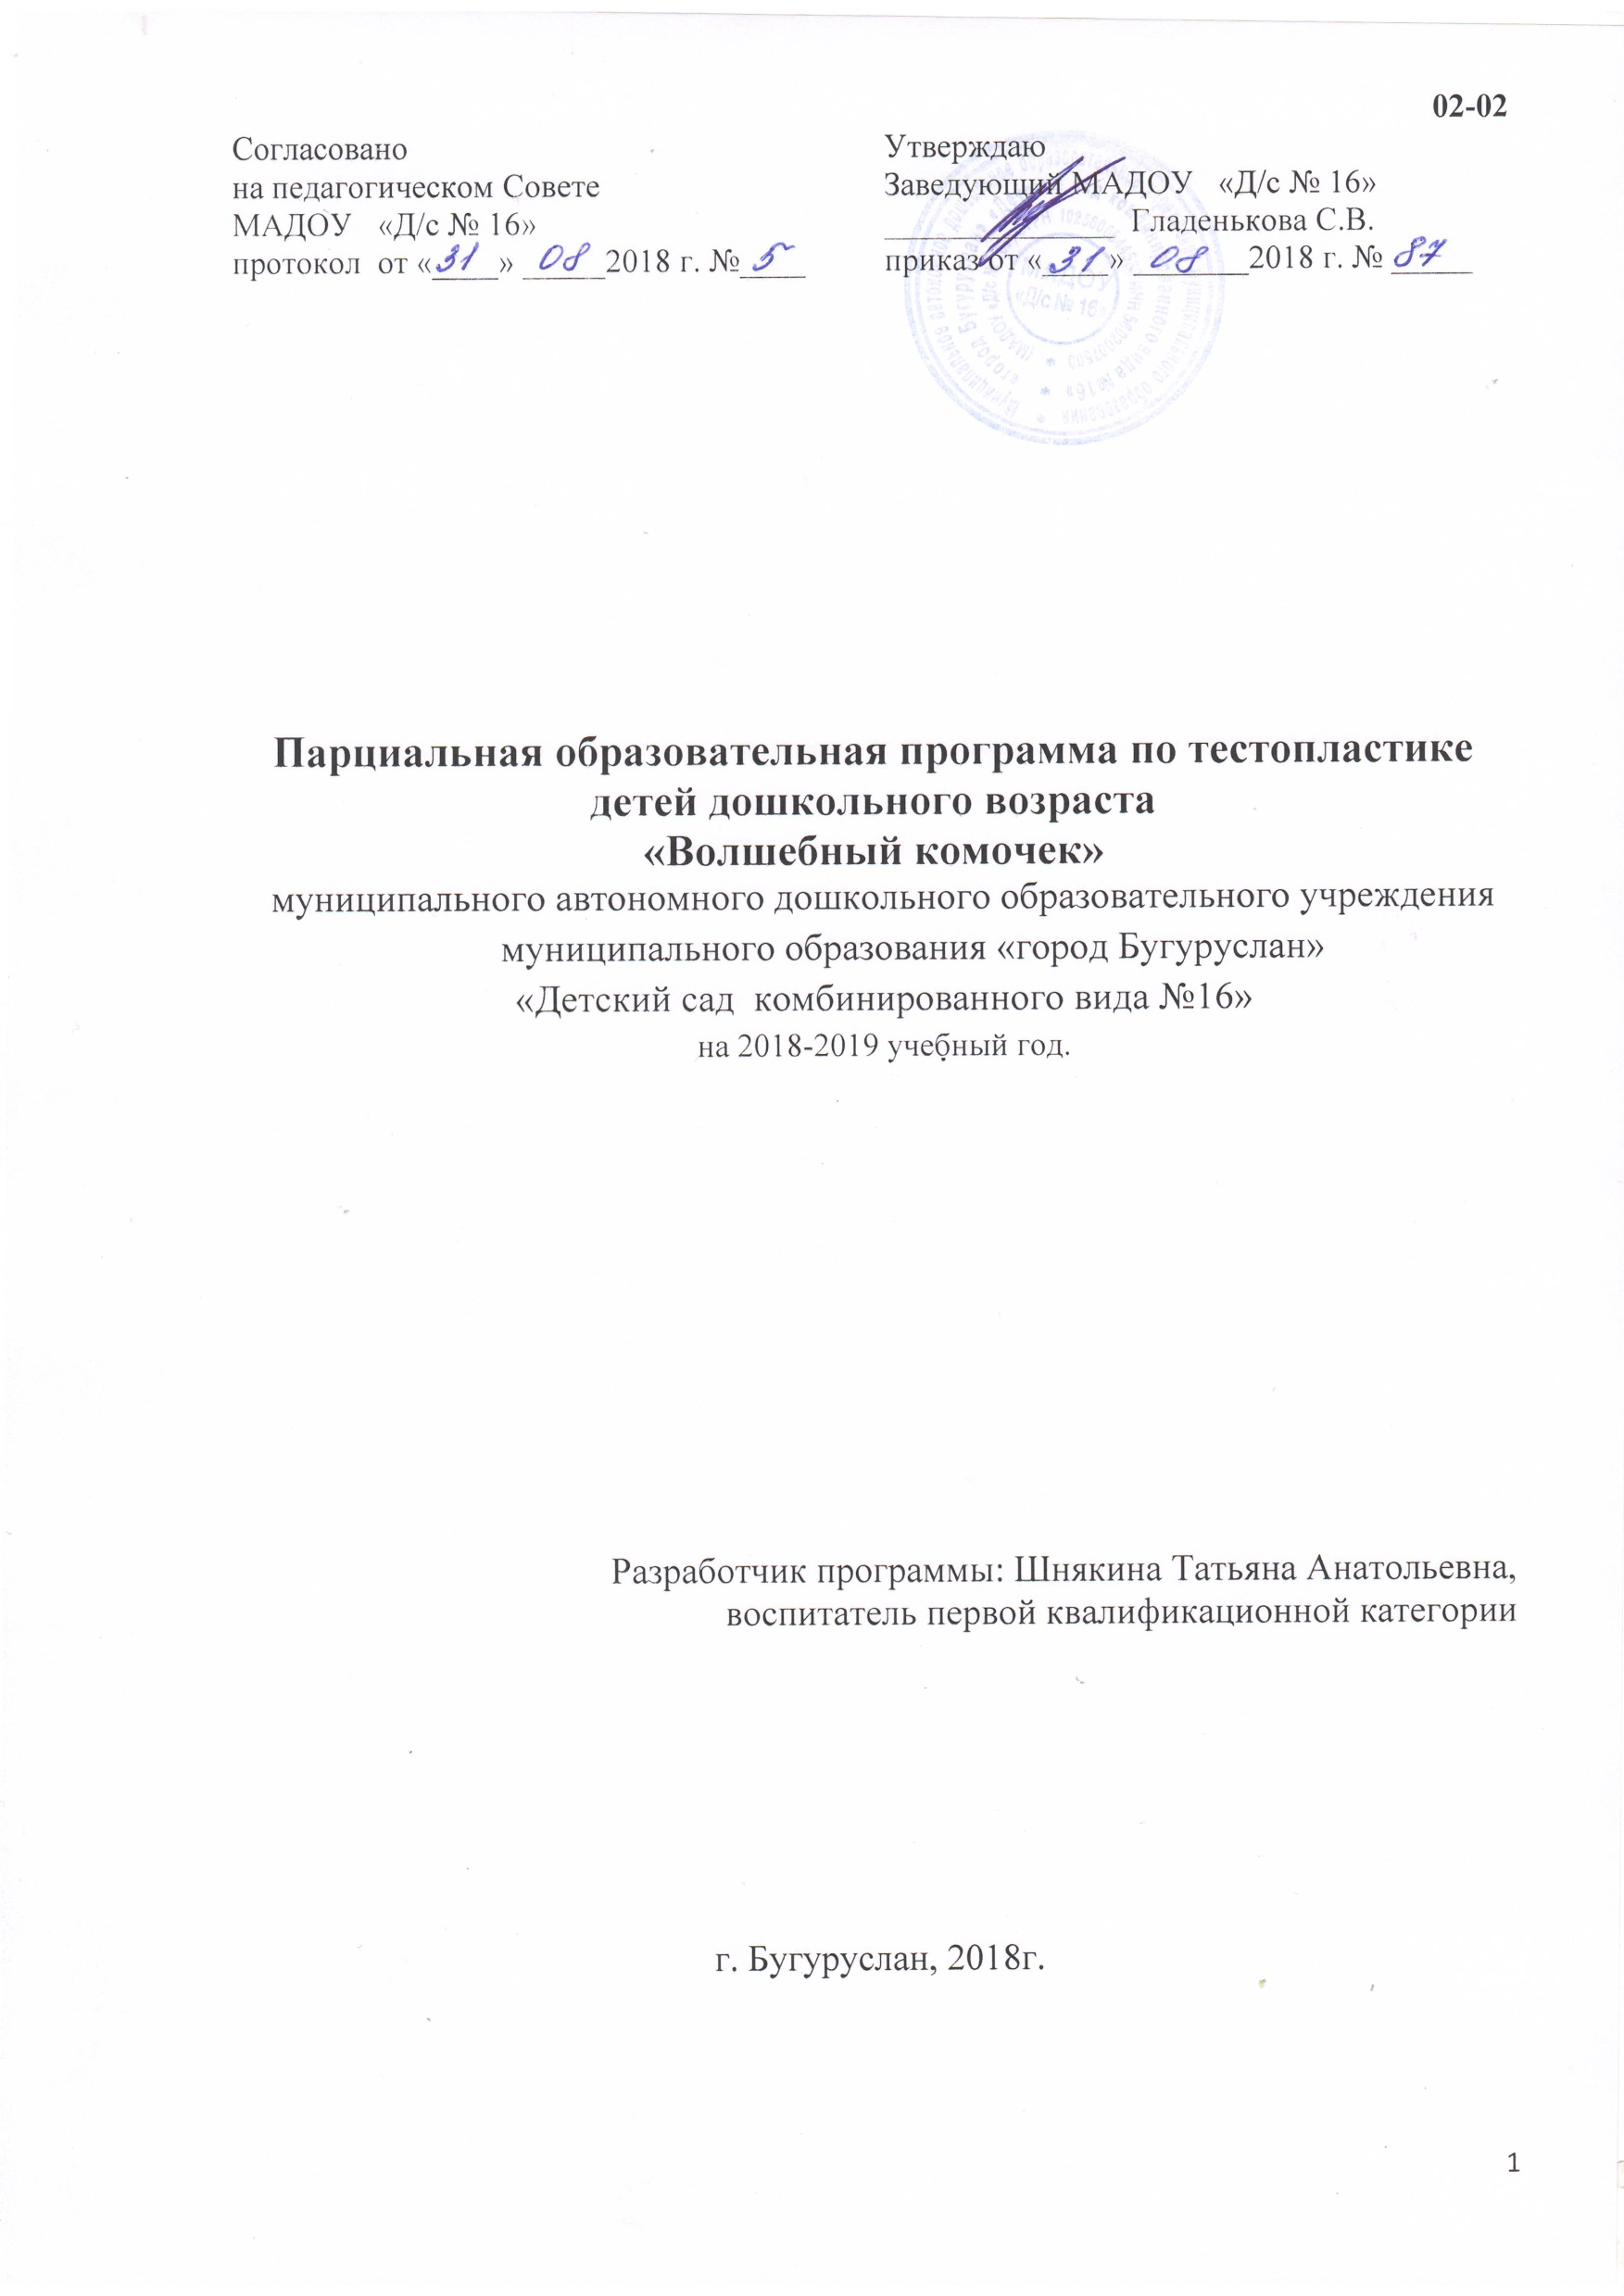 02-02
Согласовано
на педагогическом Совете
МАДОУ «Д/с № 16»
протокол от «31» 08 2018 г. № 5
Утверждаю
Заведующий МАДОУ «Д/с № 16»
Гладенькова С.В.
приказ от «31» 08 2018 г. № 87
«Д/с № 16»
Парциальная образовательная программа по тестопластике
детей дошкольного возраста
«Волшебный комочек»
муниципального автономного дошкольного образовательного учреждения
муниципального образования «город Бугуруслан»
«Детский сад комбинированного вида №16»
на 2018-2019 учебный год.
Разработчик программы: Шнякина Татьяна Анатольевна,
воспитатель первой квалификационной категории
г. Бугуруслан, 2018г.
1